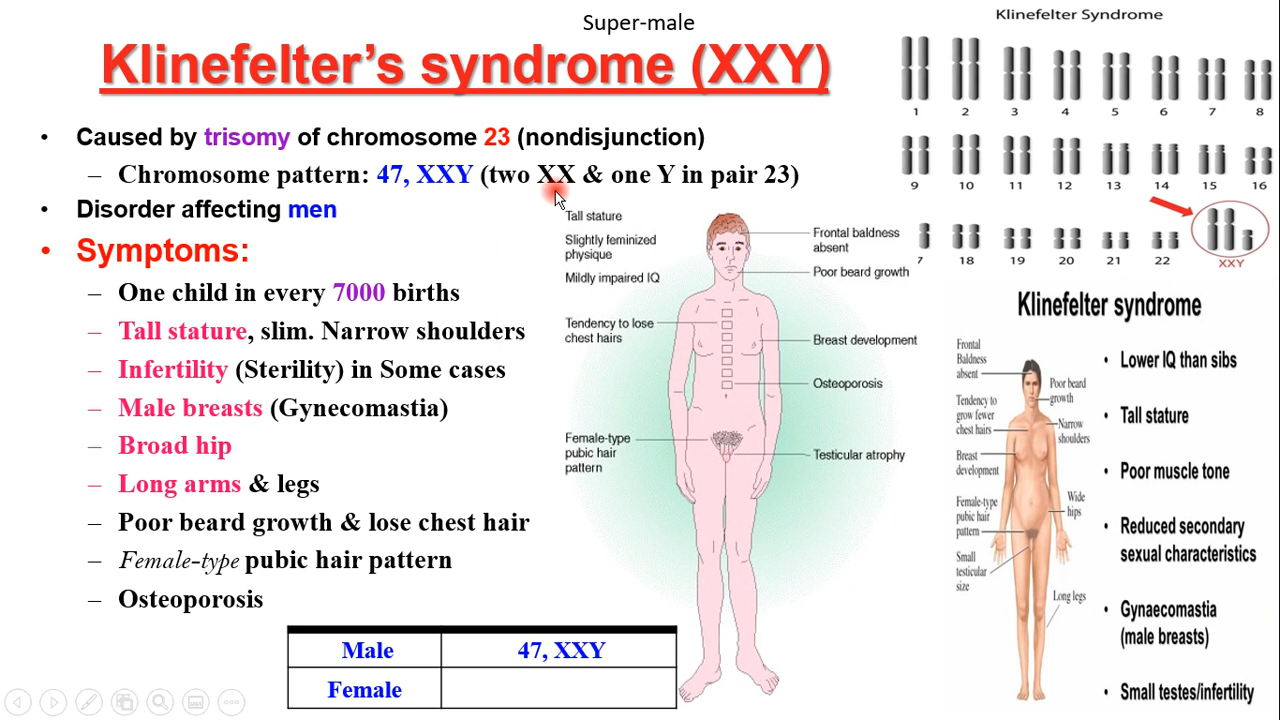 Super-male
Klinefelter’s syndrome (XXY)
• Caused by trisomy of chromosome 23 (nondisjunction)
– Chromosome pattern: 47, XXY (two XX & one Y in pair 23)
• Disorder affecting men
• Symptoms:
– One child in every 7000 births
– Tall stature, slim. Narrow shoulders
– Infertility (Sterility) in Some cases
– Male breasts (Gynecomastia)
– Broad hip
– Long arms & legs
– Poor beard growth & lose chest hair
– Female-type pubic hair pattern
– Osteoporosis
Male 47, XXY
Female
Tall stature
Slightly feminized
physique
Mildly impaired IQ
Tendency to lose
chest hairs
Female-type
pubic hair
pattern
Frontal baldness
absent
Poor beard growth
Breast development
Osteoporosis
Testicular atrophy
Klinefelter Syndrome
1 2 3 4 5 6 7 8
9 10 11 12 13 14 15 16
7 18 19 20 21 22
XXY
Klinefelter syndrome
Frontal
Baldness
absent
Tendency to
grow fewer
chest hairs
Breast
development
Female-type
pubic hair
pattern
Small
testicular
size
Poor beard
growth
Narrow
shoulders
Wide
hips
Long legs
• Lower IQ than sibs
• Tall stature
• Poor muscle tone
• Reduced secondary
sexual characteristics
• Gynaecomastia
(male breasts)
• Small testes/infertility